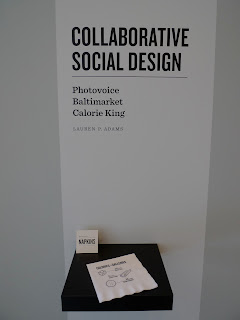 COLLABORATIVE
SOCIAL DESIGN
Photovoice
Baltimarket
Calorie King
LAUREN P. ADAMS
NAPKINS